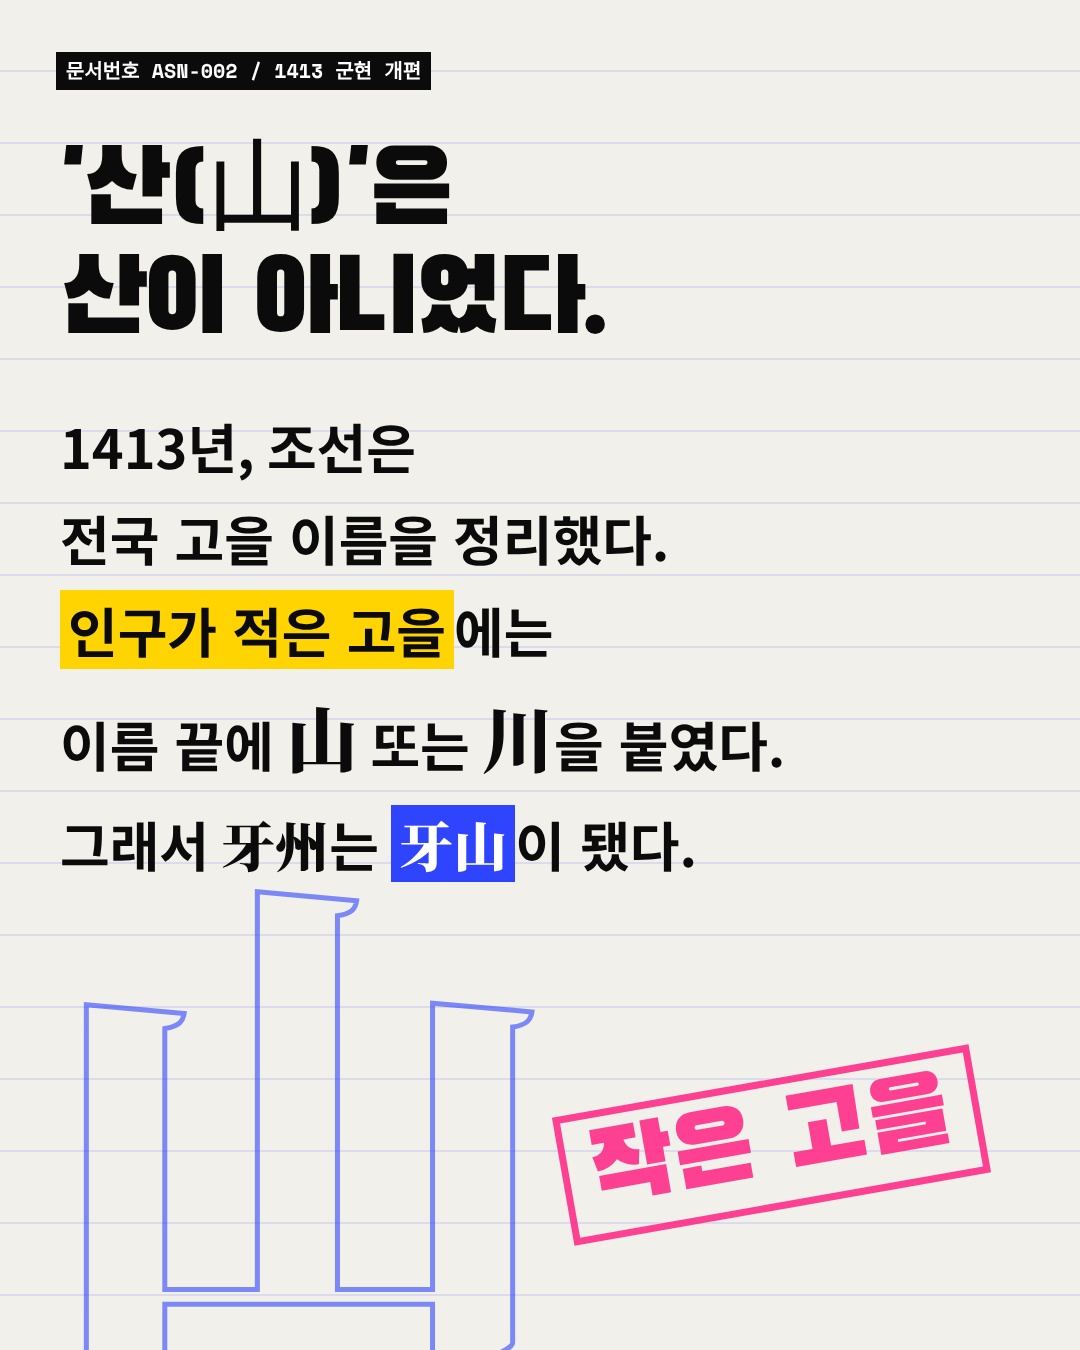 문서번호 ASN-002 / 1413 군현 개편
'산(山)'은
산이 아니었다.
1413년, 조선은
전국 고을 이름을 정리했다.
인구가 적은 고을에는
이름 끝에 山 또는 川을 붙였다.
그래서 牙州는 牙山이 됐다.
山
작은 고을